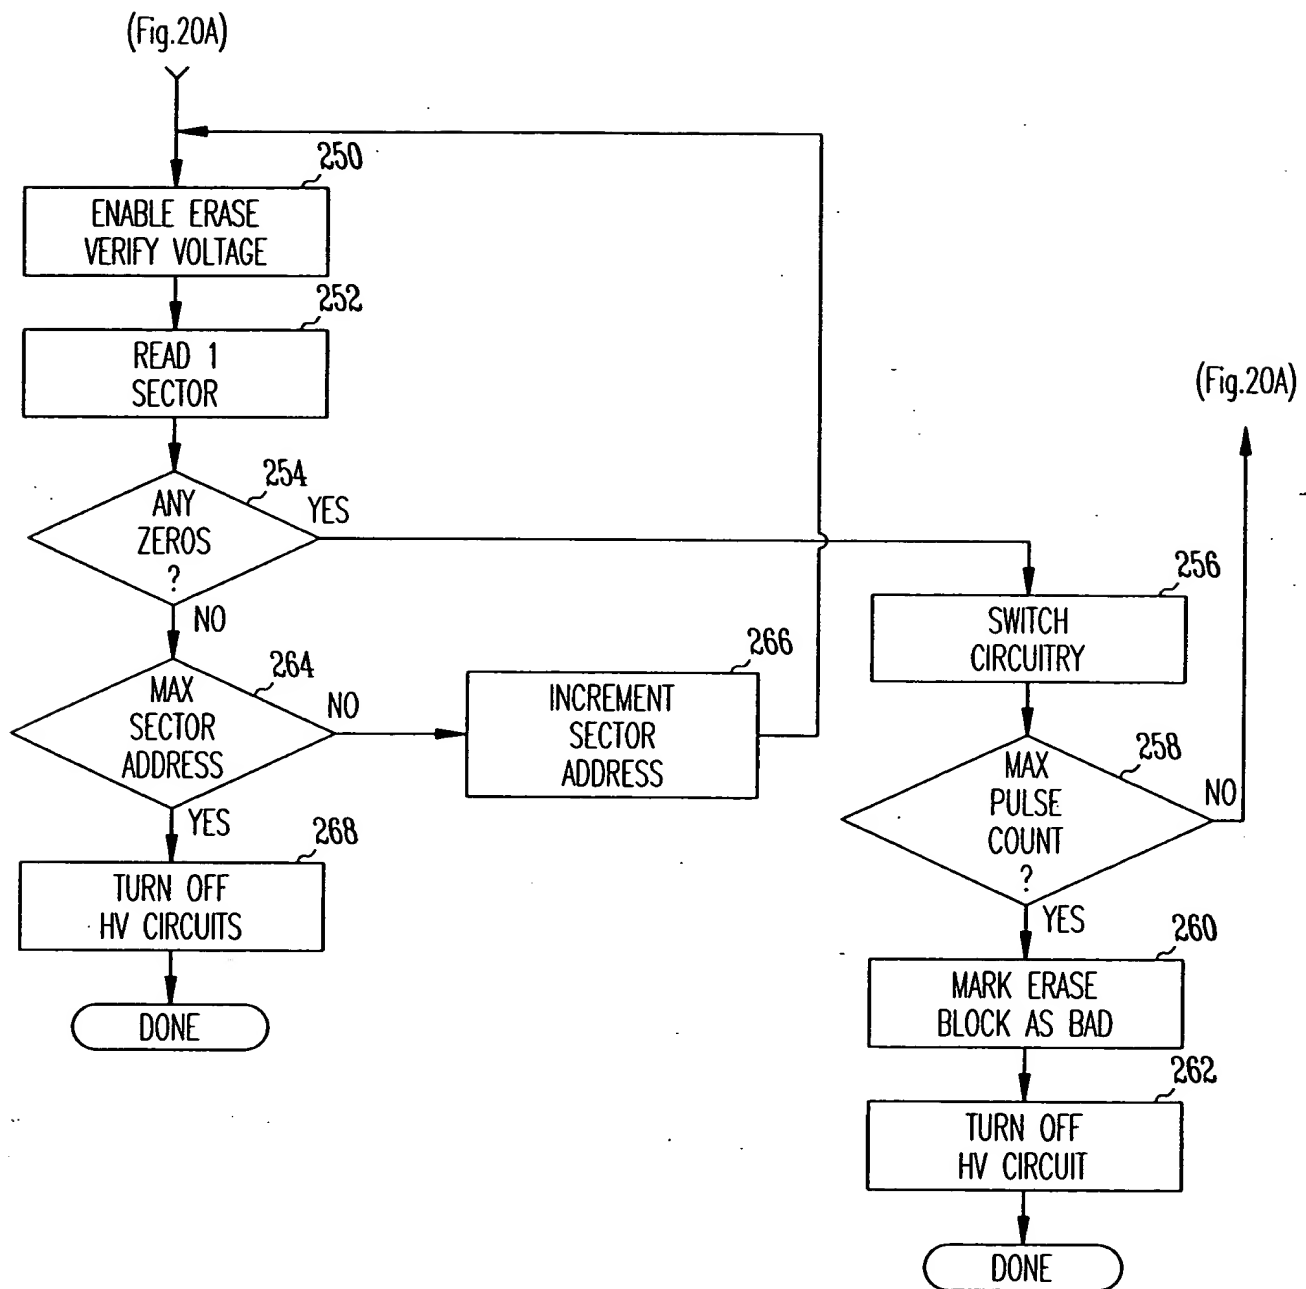 (Fig.20A)
250
ENABLE ERASE
VERIFY VOLTAGE
252
READ 1
SECTOR
254
ANY
ZEROS
?
YES
NO
264
MAX
SECTOR
ADDRESS
NO
YES
266
INCREMENT
SECTOR
ADDRESS
268
TURN OFF
HV CIRCUITS
DONE
(Fig.20A)
256
SWITCH
CIRCUITRY
258
MAX
PULSE
COUNT
?
NO
YES
260
MARK ERASE
BLOCK AS BAD
262
TURN OFF
HV CIRCUIT
DONE